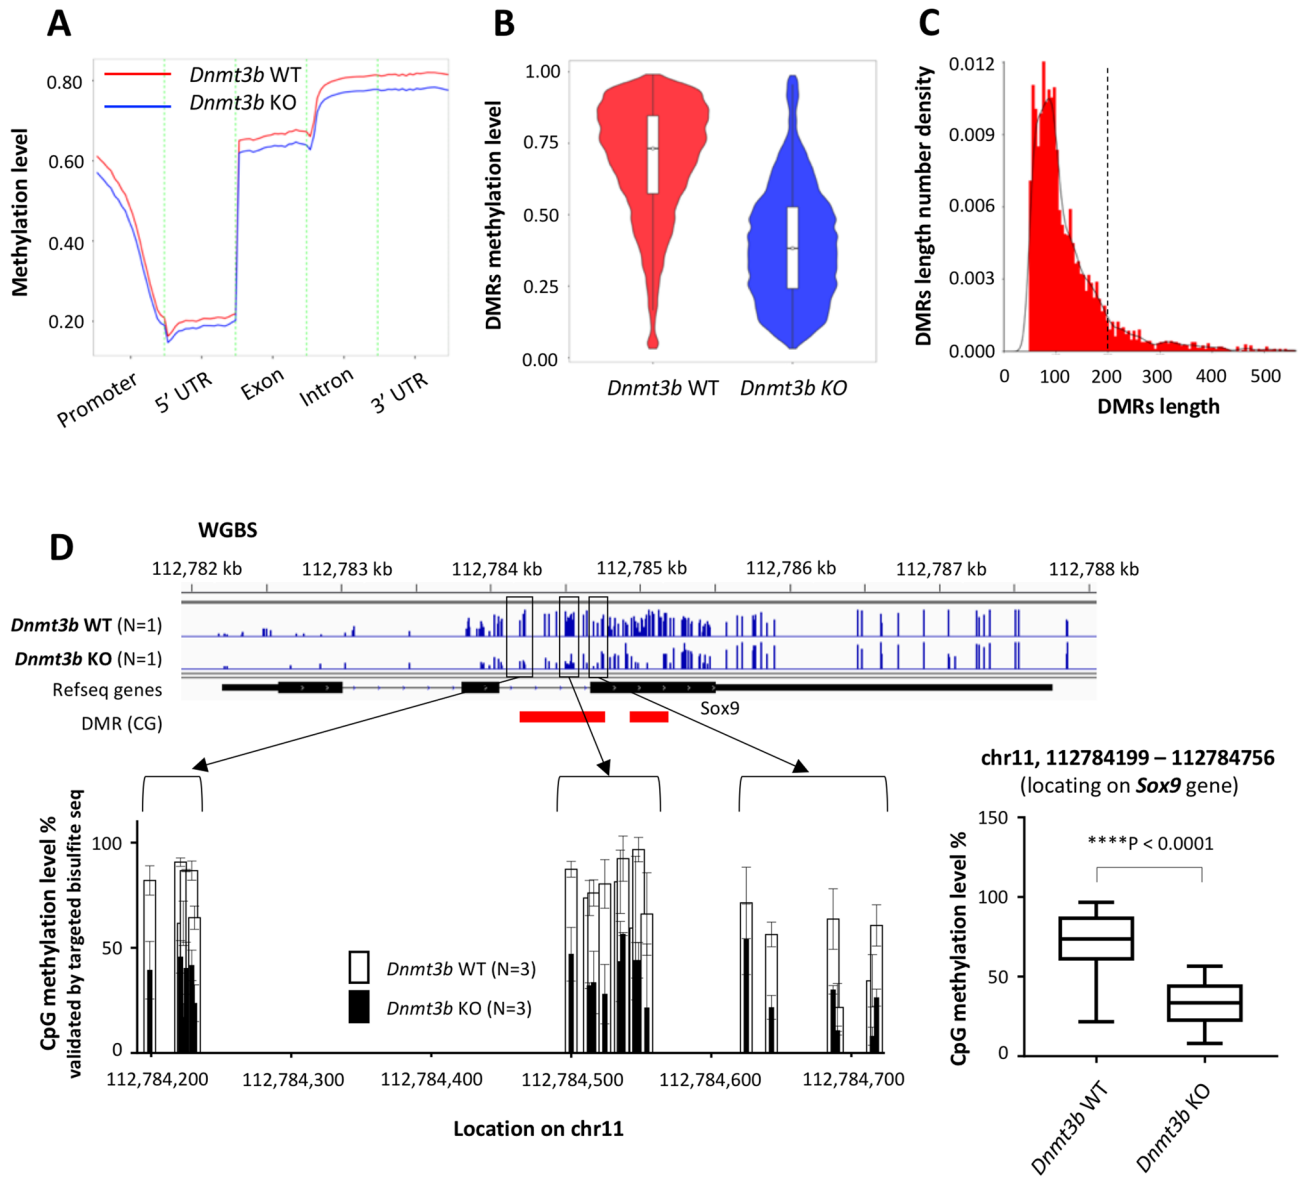 A
Methylation level
0.80
0.60
0.40
0.20
Dnmt3b WT
Dnmt3b KO
Promoter
5' UTR
Exon
Intron
3' UTR
B
DMRs methylation level
1.00
0.75
0.50
0.25
0.00
Dnmt3b WT
Dnmt3b KO
C
DMRs length number density
0.012
0.009
0.006
0.003
0.000
0 100 200 300 400 500
DMRs length
D
WGBS
112,782 kb 112,783 kb 112,784 kb 112,785 kb 112,786 kb 112,787 kb 112,788 kb
Dnmt3b WT (N=1)
Dnmt3b KO (N=1)
Refseq genes
Sox9
DMR (CG)
CpG methylation level %
validated by targeted bisulfite seq
100
50
0
Dnmt3b WT (N=3)
Dnmt3b KO (N=3)
112,784,200 112,784,300 112,784,400 112,784,500 112,784,600 112,784,700
Location on chr11
chr11, 112784199 – 112784756
(locating on Sox9 gene)
CpG methylation level %
150
100
50
0
****P < 0.0001
Dnmt3b WT
Dnmt3b KO